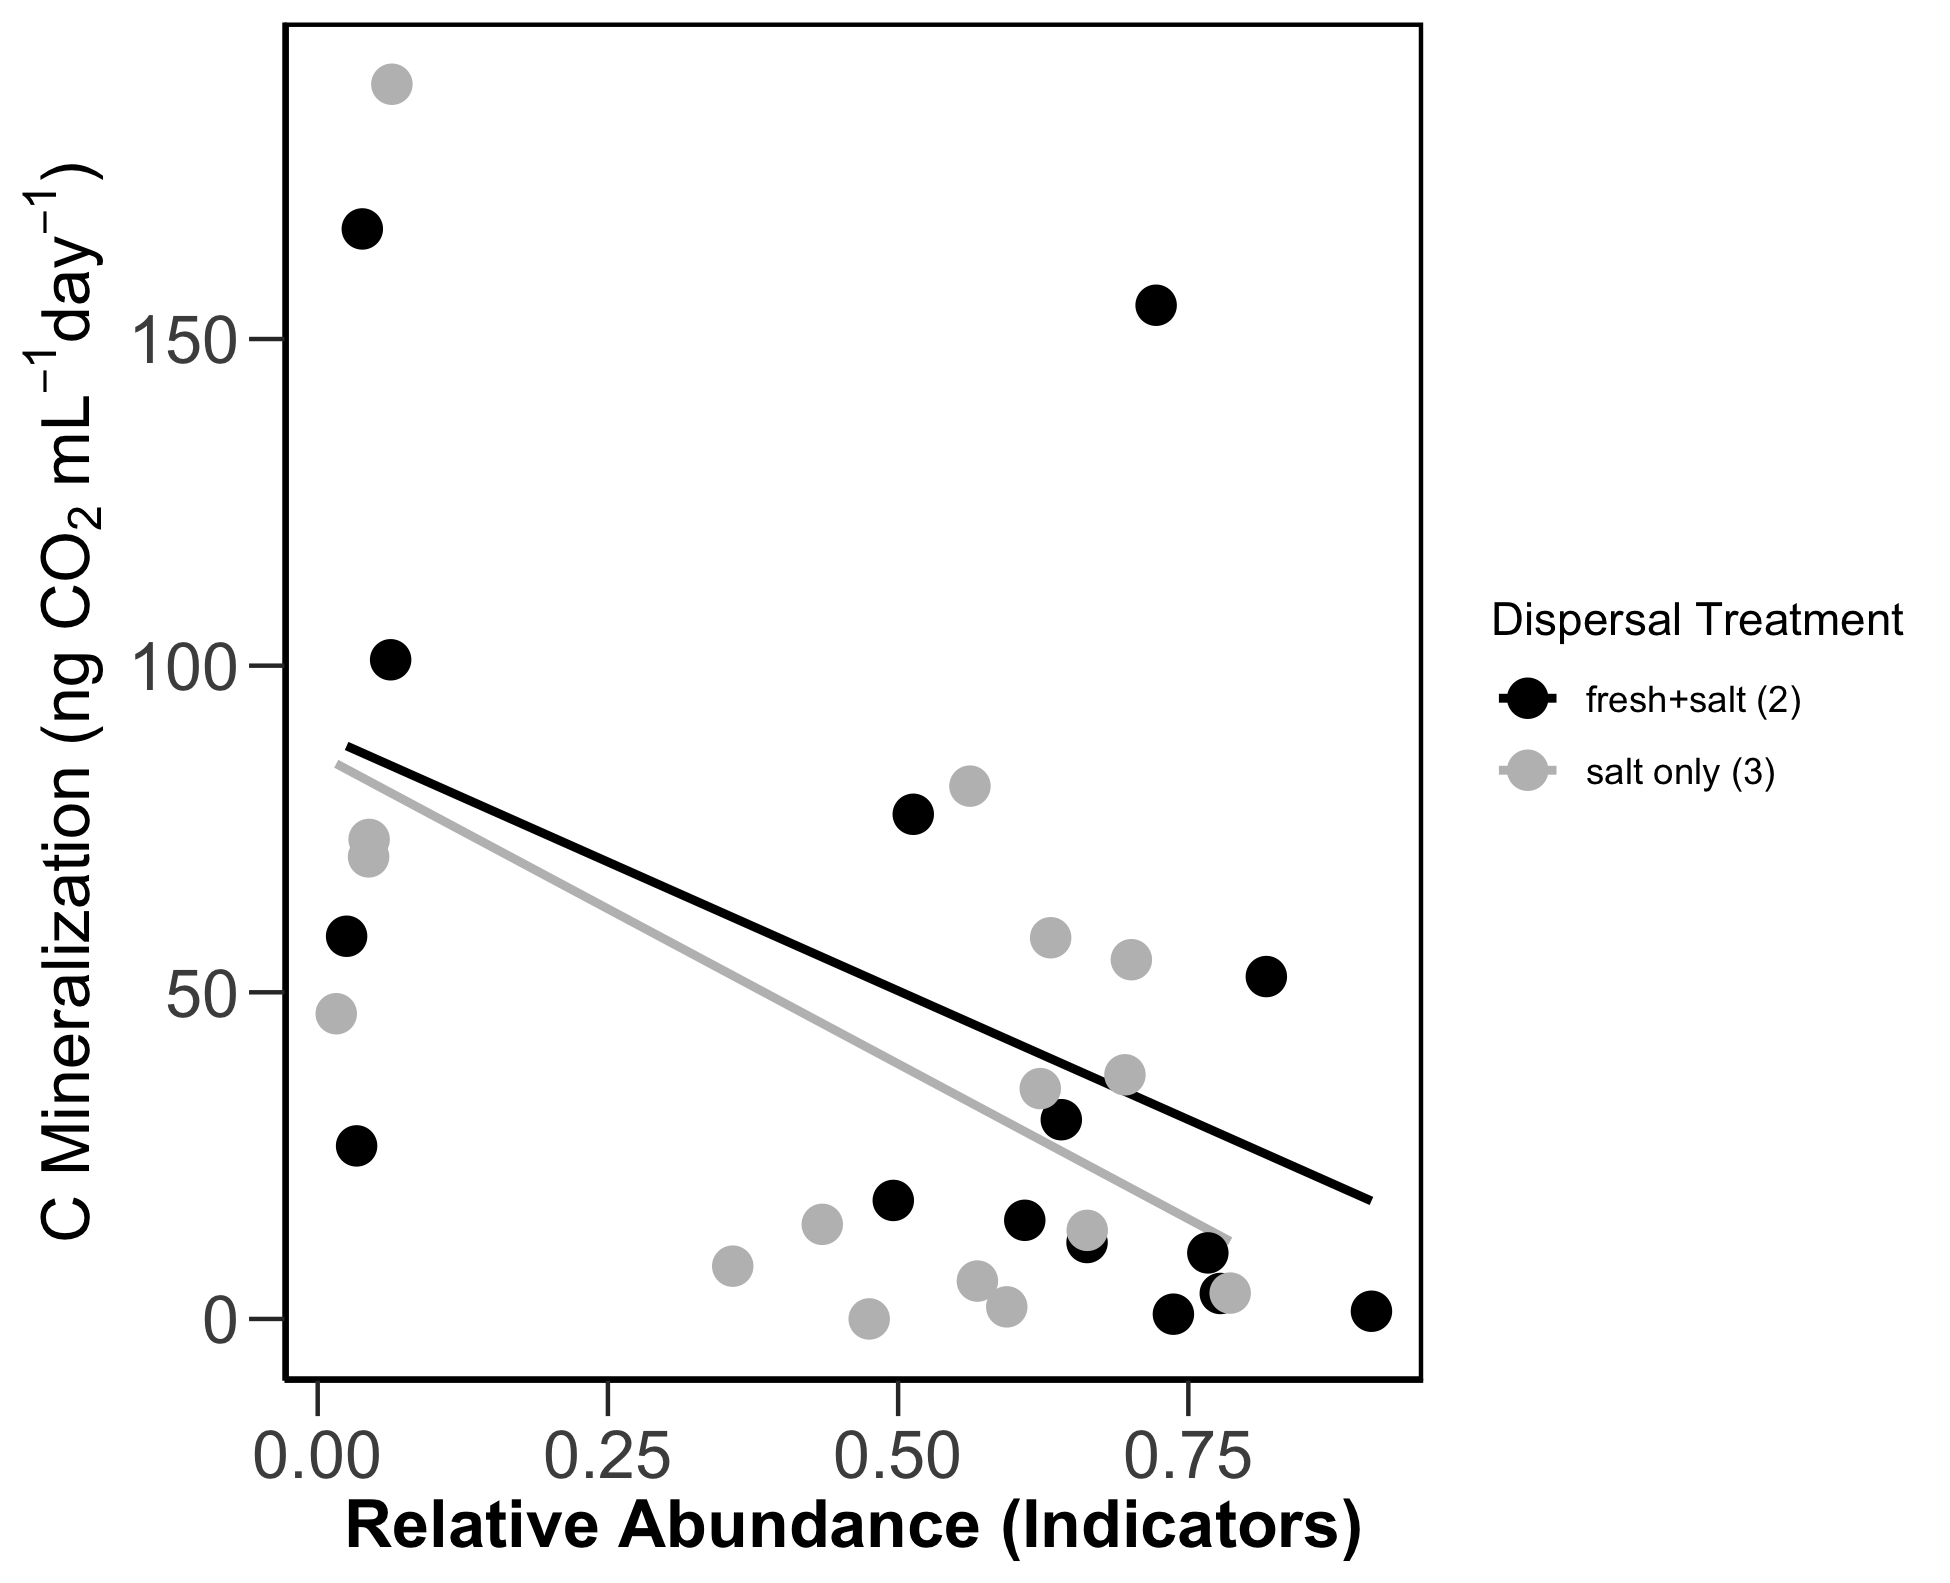 C Mineralization (ng CO₂ mL⁻¹day⁻¹)
150
100
50
0
0.00 0.25 0.50 0.75
Relative Abundance (Indicators)
Dispersal Treatment
fresh+salt (2)
salt only (3)